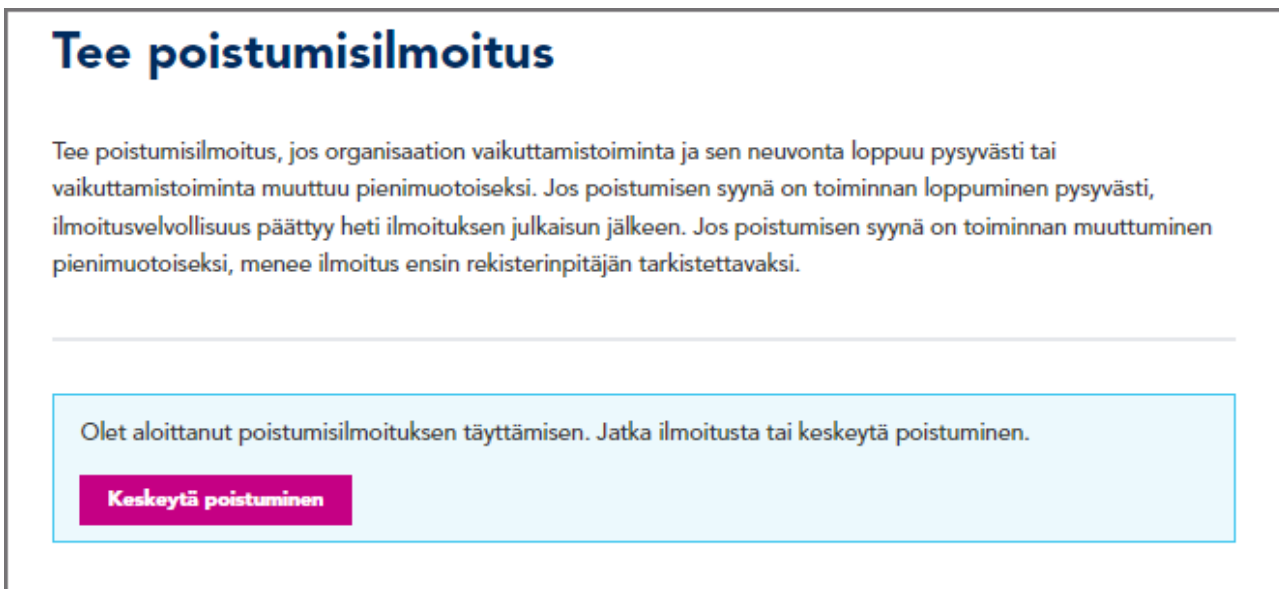 Tee poistumisilmoitus
Tee poistumisilmoitus, jos organisaation vaikuttamistoiminta ja sen neuvonta loppuu pysyvästi tai
vaikuttamistoiminta muuttuu pienimuotoiseksi. Jos poistumisen syynä on toiminnan loppuminen pysyvästi,
ilmoitusvelvollisuus päättyy heti ilmoituksen julkaisun jälkeen. Jos poistumisen syynä on toiminnan muuttuminen
pienimuotoiseksi, menee ilmoitus ensin rekisterinpitäjän tarkistettavaksi.
Olet aloittanut poistumisilmoituksen täyttämisen. Jatka ilmoitusta tai keskeytä poistuminen.
Keskeytä poistuminen